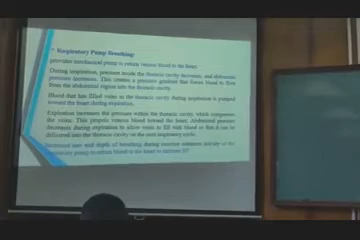 * Respiratory Pump Breathing:
provides mechanical pump to return venous blood to the heart.
During inspiration, pressure inside the thoracic cavity decreases, and abdominal
pressure increases. This creates a pressure gradient that forces blood to flow
from the abdominal region into the thoracic cavity.
Blood that has filled veins in the thoracic cavity during inspiration is pumped
toward the heart during expiration.
Expiration increases the pressure within the thoracic cavity, which compresses
the veins. This propels venous blood toward the heart. Abdominal pressure
decreases during expiration to allow veins to fill with blood so that it can be
delivered into the thoracic cavity on the next inspiratory cycle.
Increased rate and depth of breathing during exercise enhances activity of the
respiratory pump to return blood to the heart to increase SV